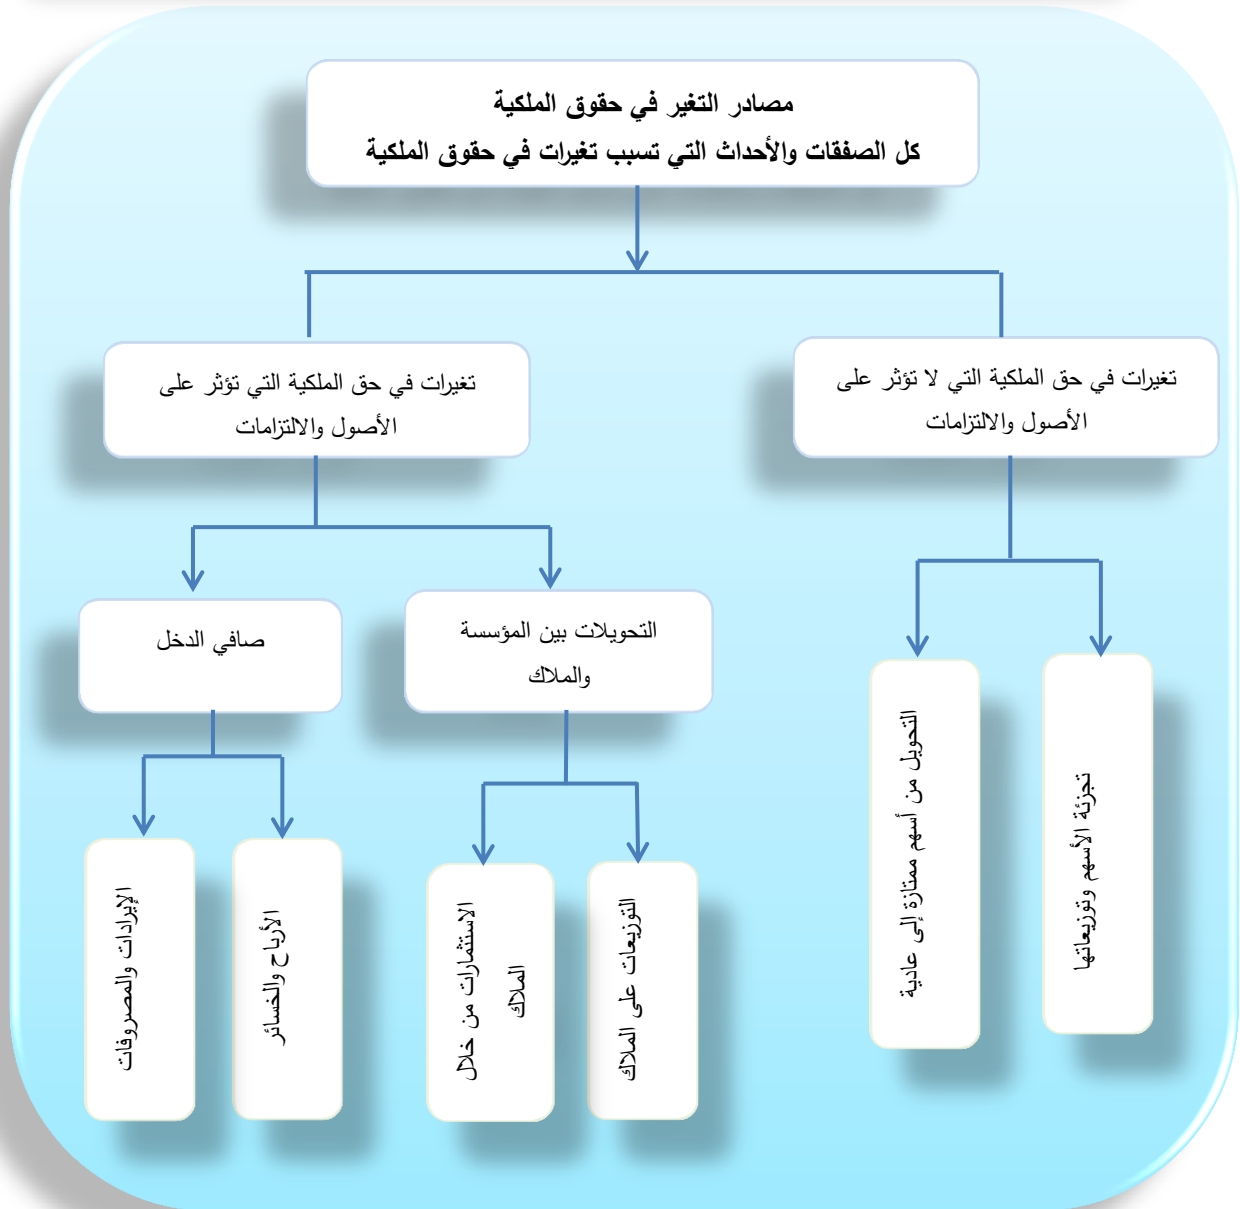 مصادر التغير في حقوق الملكية
كل الصفقات والأحداث التي تسبب تغيرات في حقوق الملكية
تغيرات في حق الملكية التي لا تؤثر على
الأصول والالتزامات
تغيرات في حق الملكية التي تؤثر على
الأصول والالتزامات
التحويلات بين المؤسسة
والملاك
صافي الدخل
تجزئة الأسهم وتوزيعاتها
التحويل من أسهم ممتازة إلى عادية
التوزيعات على الملاك
الاستثمارات من خلال
الملاك
الأرباح والخسائر
الإيرادات والمصروفات